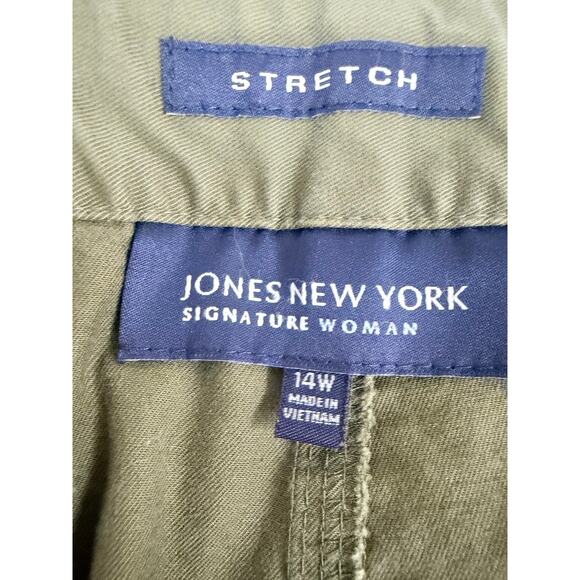 STRETCH
JONES NEW YORK
SIGNATURE WOMAN
14W
MADE IN
VIETNAM